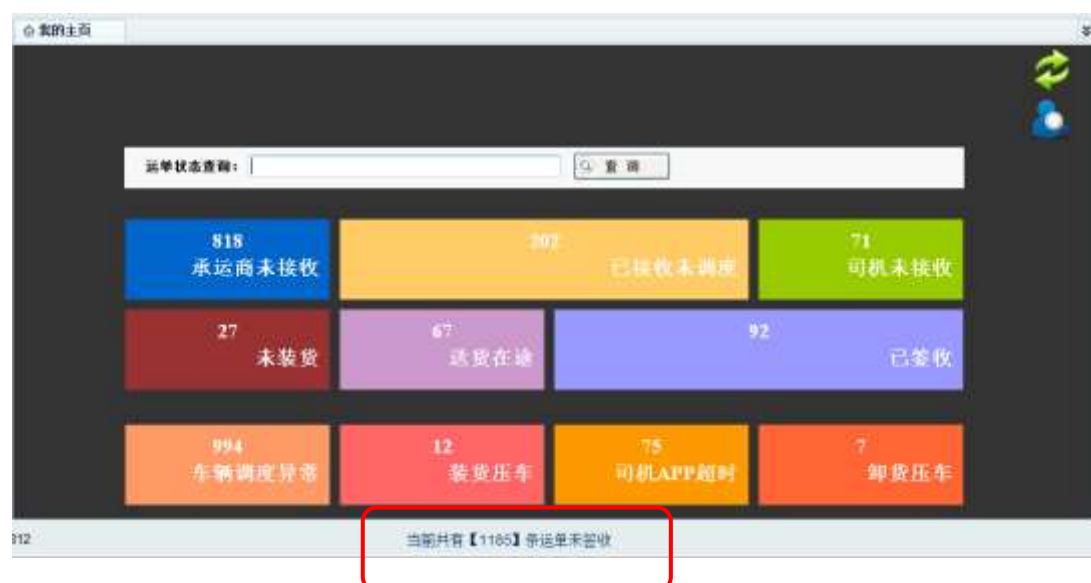 我的主页
运单状态查询：
查 询
818
承运商未接收
202
已接收未调度
71
司机未接收
27
未装货
67
送货在途
92
已签收
994
车辆调度异常
12
装货压车
75
司机APP超时
7
卸货压车
312
当前共有【1185】条运单未签收